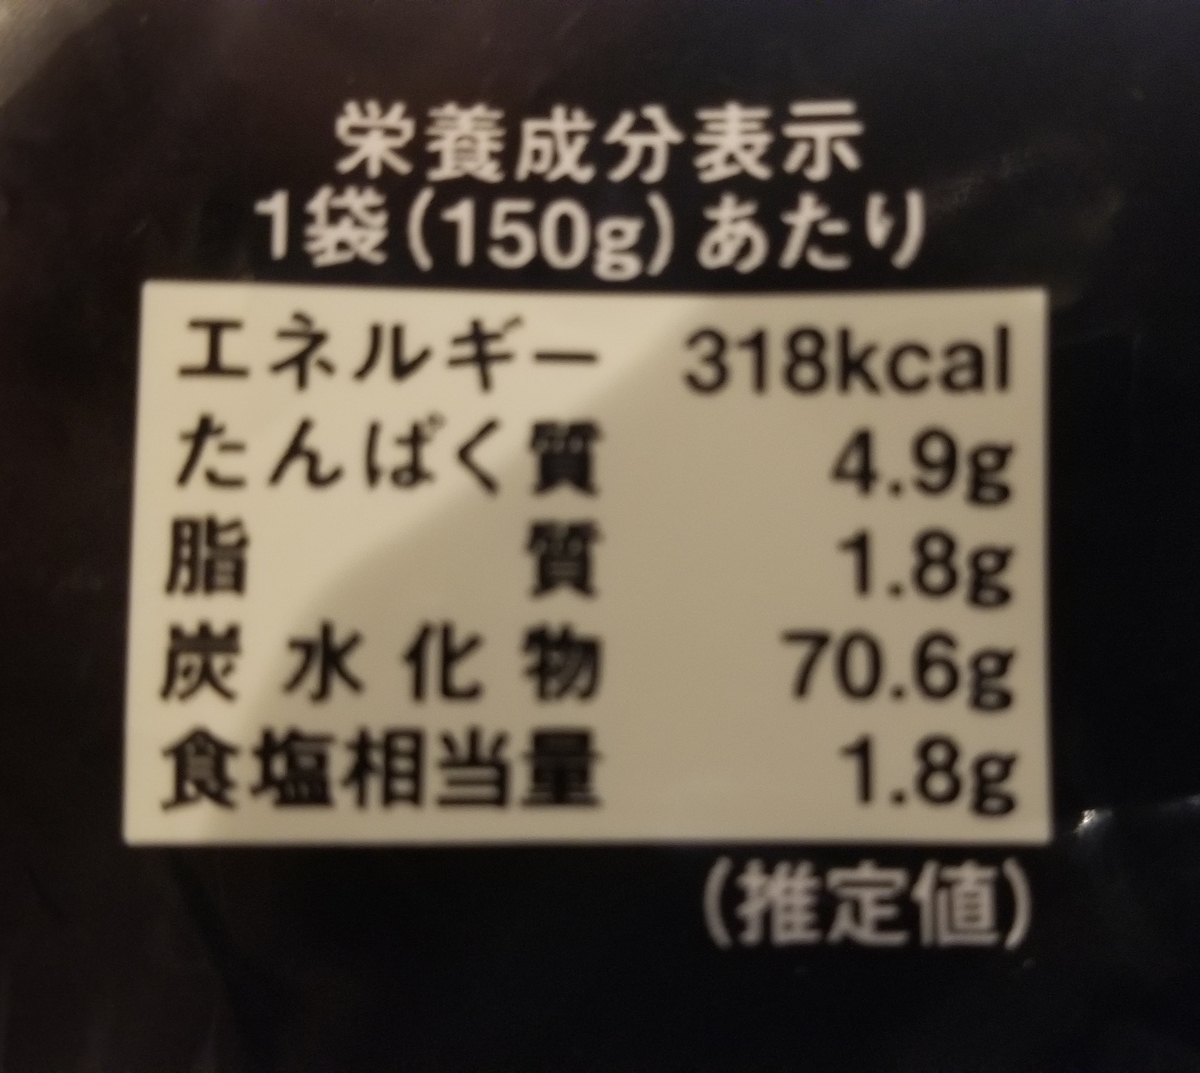 栄養成分表示
1袋(150g)あたり
エネルギー 318kcal
たんぱく質 4.9g
脂質 1.8g
炭水化物 70.6g
食塩相当量 1.8g
(推定値)